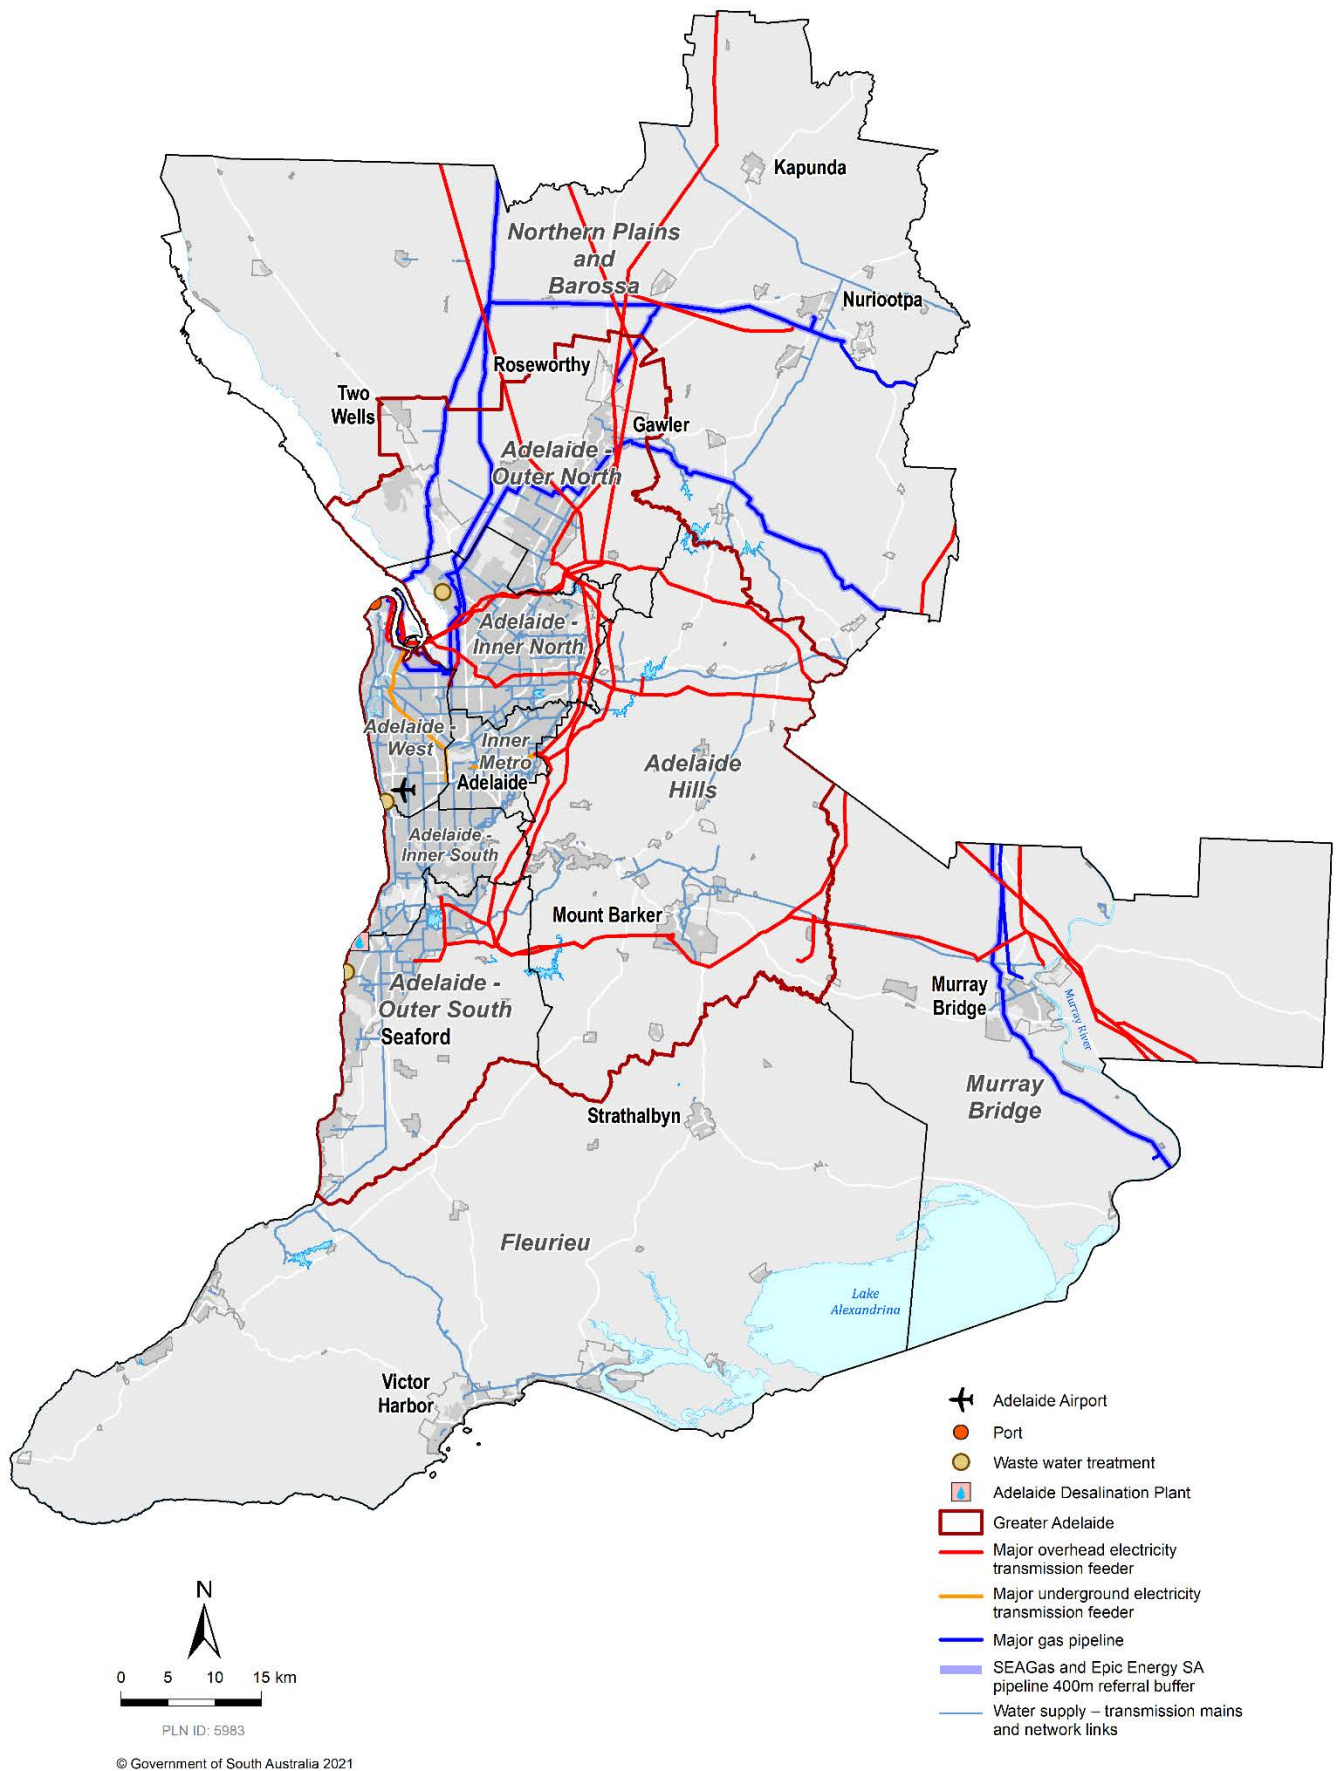 Kapunda
Northern Plains
and
Barossa
Nuriootpa
Roseworthy
Two
Wells
Gawler
Adelaide -
Outer North
Adelaide -
Inner North
Adelaide -
West
Inner
Metro
Adelaide
Adelaide
Hills
Adelaide -
Inner South
Mount Barker
Adelaide -
Outer South
Seaford
Murray
Bridge
Murray River
Murray
Bridge
Strathalbyn
Fleurieu
Lake
Alexandrina
Victor
Harbor
Adelaide Airport
Port
Waste water treatment
Adelaide Desalination Plant
Greater Adelaide
Major overhead electricity
transmission feeder
Major underground electricity
transmission feeder
Major gas pipeline
SEAGas and Epic Energy SA
pipeline 400m referral buffer
Water supply – transmission mains
and network links
N
0 5 10 15 km
PLN ID: 5983
© Government of South Australia 2021